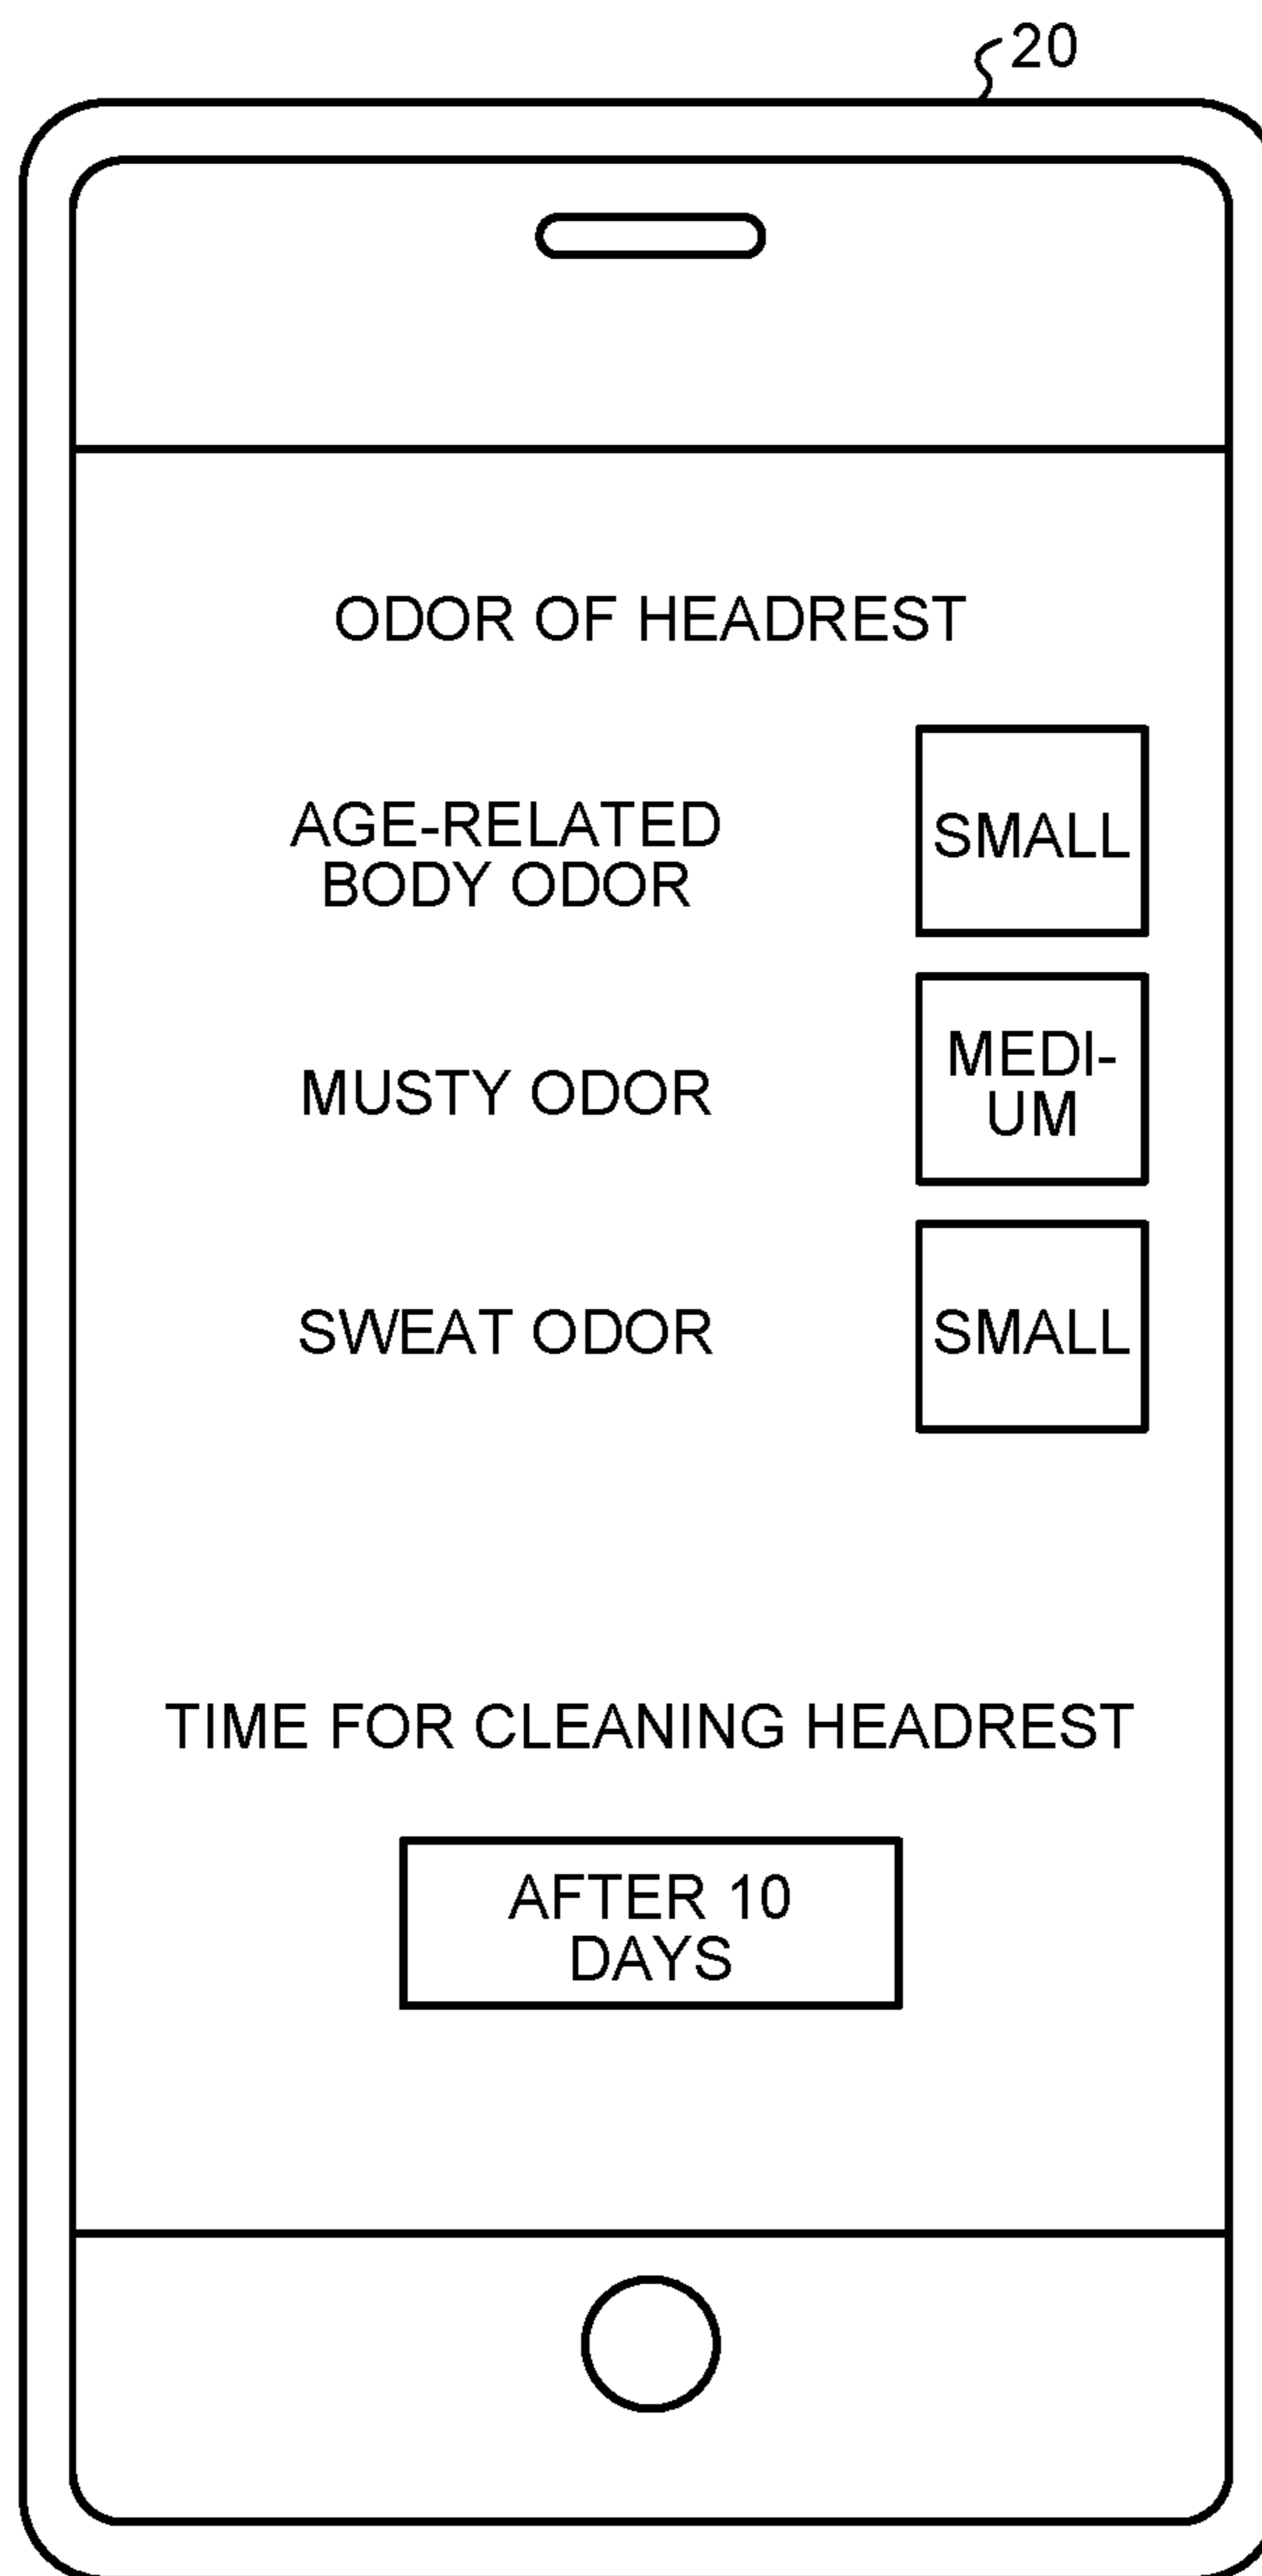 20
ODOR OF HEADREST
AGE-RELATED
BODY ODOR
SMALL
MUSTY ODOR
MEDI-
UM
SWEAT ODOR
SMALL
TIME FOR CLEANING HEADREST
AFTER 10
DAYS